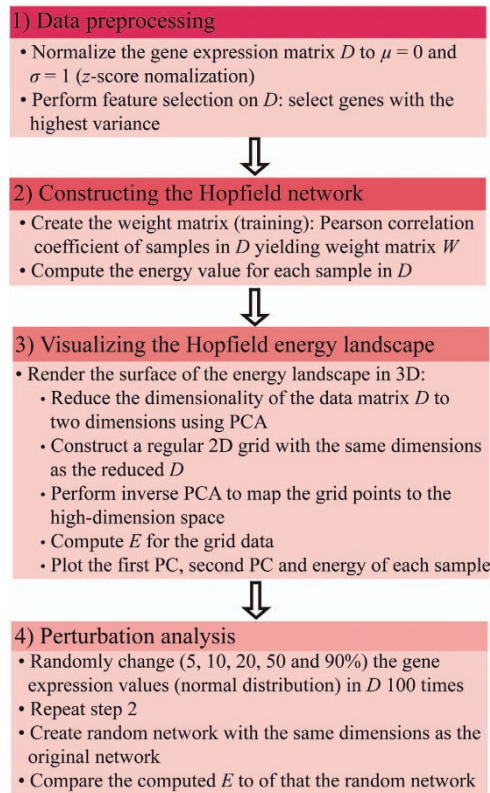 1) Data preprocessing
• Normalize the gene expression matrix D to μ = 0 and
σ = 1 (z-score nomalization)
• Perform feature selection on D: select genes with the
highest variance
2) Constructing the Hopfield network
• Create the weight matrix (training): Pearson correlation
coefficient of samples in D yielding weight matrix W
• Compute the energy value for each sample in D
3) Visualizing the Hopfield energy landscape
• Render the surface of the energy landscape in 3D:
• Reduce the dimensionality of the data matrix D to
two dimensions using PCA
• Construct a regular 2D grid with the same dimensions
as the reduced D
• Perform inverse PCA to map the grid points to the
high-dimension space
• Compute E for the grid data
• Plot the first PC, second PC and energy of each sample
4) Perturbation analysis
• Randomly change (5, 10, 20, 50 and 90%) the gene
expression values (normal distribution) in D 100 times
• Repeat step 2
• Create random network with the same dimensions as the
original network
• Compare the computed E to of that the random network